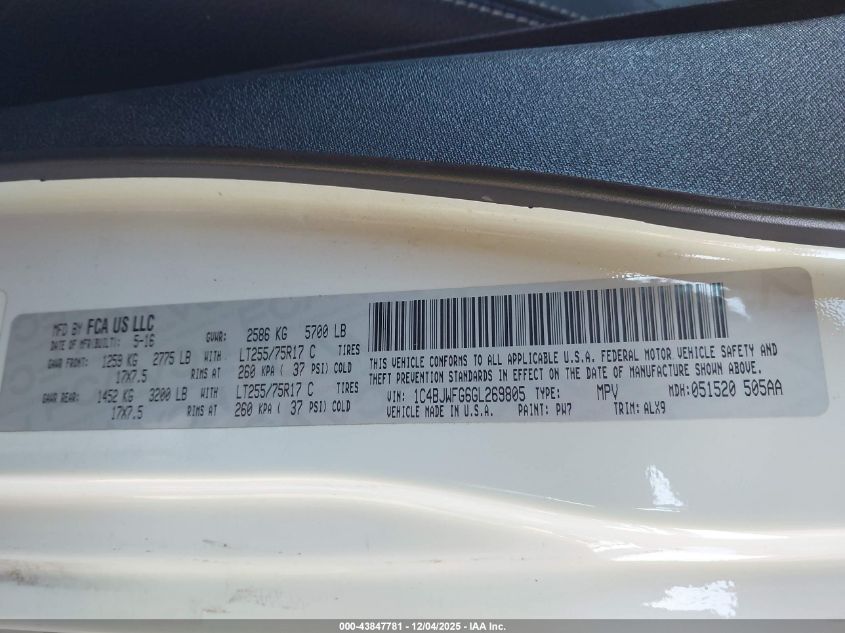 MFD BY FCA US LLC
DATE OF MFR(BUILT): 5-16
GVWR: 2586 KG 5700 LB
GAWR FRONT: 1259 KG 2775 LB WITH LT255/75R17 C TIRES
17X7.5 RIMS AT 260 KPA ( 37 PSI) COLD
GAWR REAR: 1452 KG 3200 LB WITH LT255/75R17 C TIRES
17X7.5 RIMS AT 260 KPA ( 37 PSI) COLD
THIS VEHICLE CONFORMS TO ALL APPLICABLE U.S.A. FEDERAL MOTOR VEHICLE SAFETY AND
THEFT PREVENTION STANDARDS IN EFFECT ON THE DATE OF MANUFACTURE SHOWN ABOVE.
VIN: 1C4BJWFG6GL269805 TYPE: MPV MDH:051520 505AA
VEHICLE MADE IN U.S.A. PAINT: PW7 TRIM: ALX9
000-43847781 - 12/04/2025 - IAA Inc.